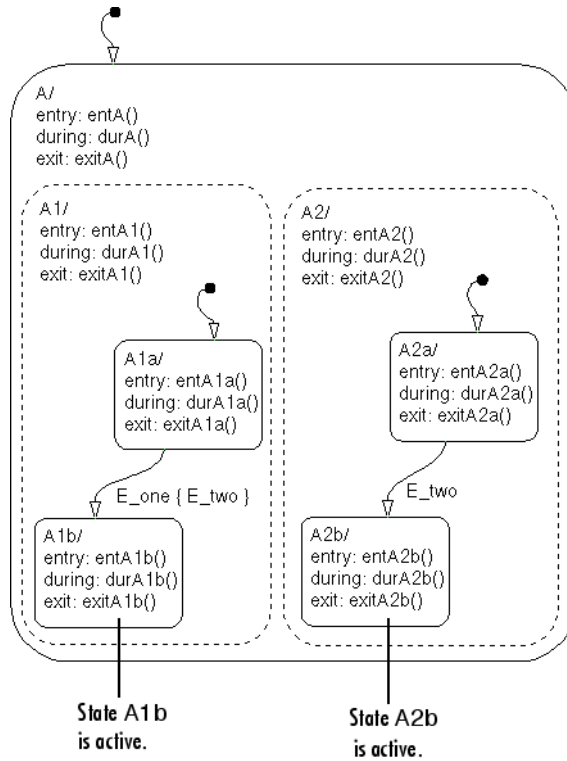 A/
entry: entA()
during: durA()
exit: exitA()
A1/
entry: entA1()
during: durA1()
exit: exitA1()
A1a/
entry: entA1a()
during: durA1a()
exit: exitA1a()
E_one { E_two }
A1b/
entry: entA1b()
during: durA1b()
exit: exitA1b()
A2/
entry: entA2()
during: durA2()
exit: exitA2()
A2a/
entry: entA2a()
during: durA2a()
exit: exitA2a()
E_two
A2b/
entry: entA2b()
during: durA2b()
exit: exitA2b()
State A1b
is active.
State A2b
is active.